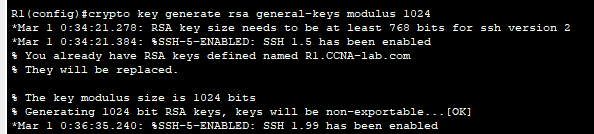 R1(config)#crypto key generate rsa general-keys modulus 1024
*Mar 1 0:34:21.278: RSA key size needs to be at least 768 bits for ssh version 2
*Mar 1 0:34:21.384: %SSH-5-ENABLED: SSH 1.5 has been enabled
% You already have RSA keys defined named R1.CCNA-lab.com
% They will be replaced.
% The key modulus size is 1024 bits
% Generating 1024 bit RSA keys, keys will be non-exportable...[OK]
*Mar 1 0:36:35.240: %SSH-5-ENABLED: SSH 1.99 has been enabled